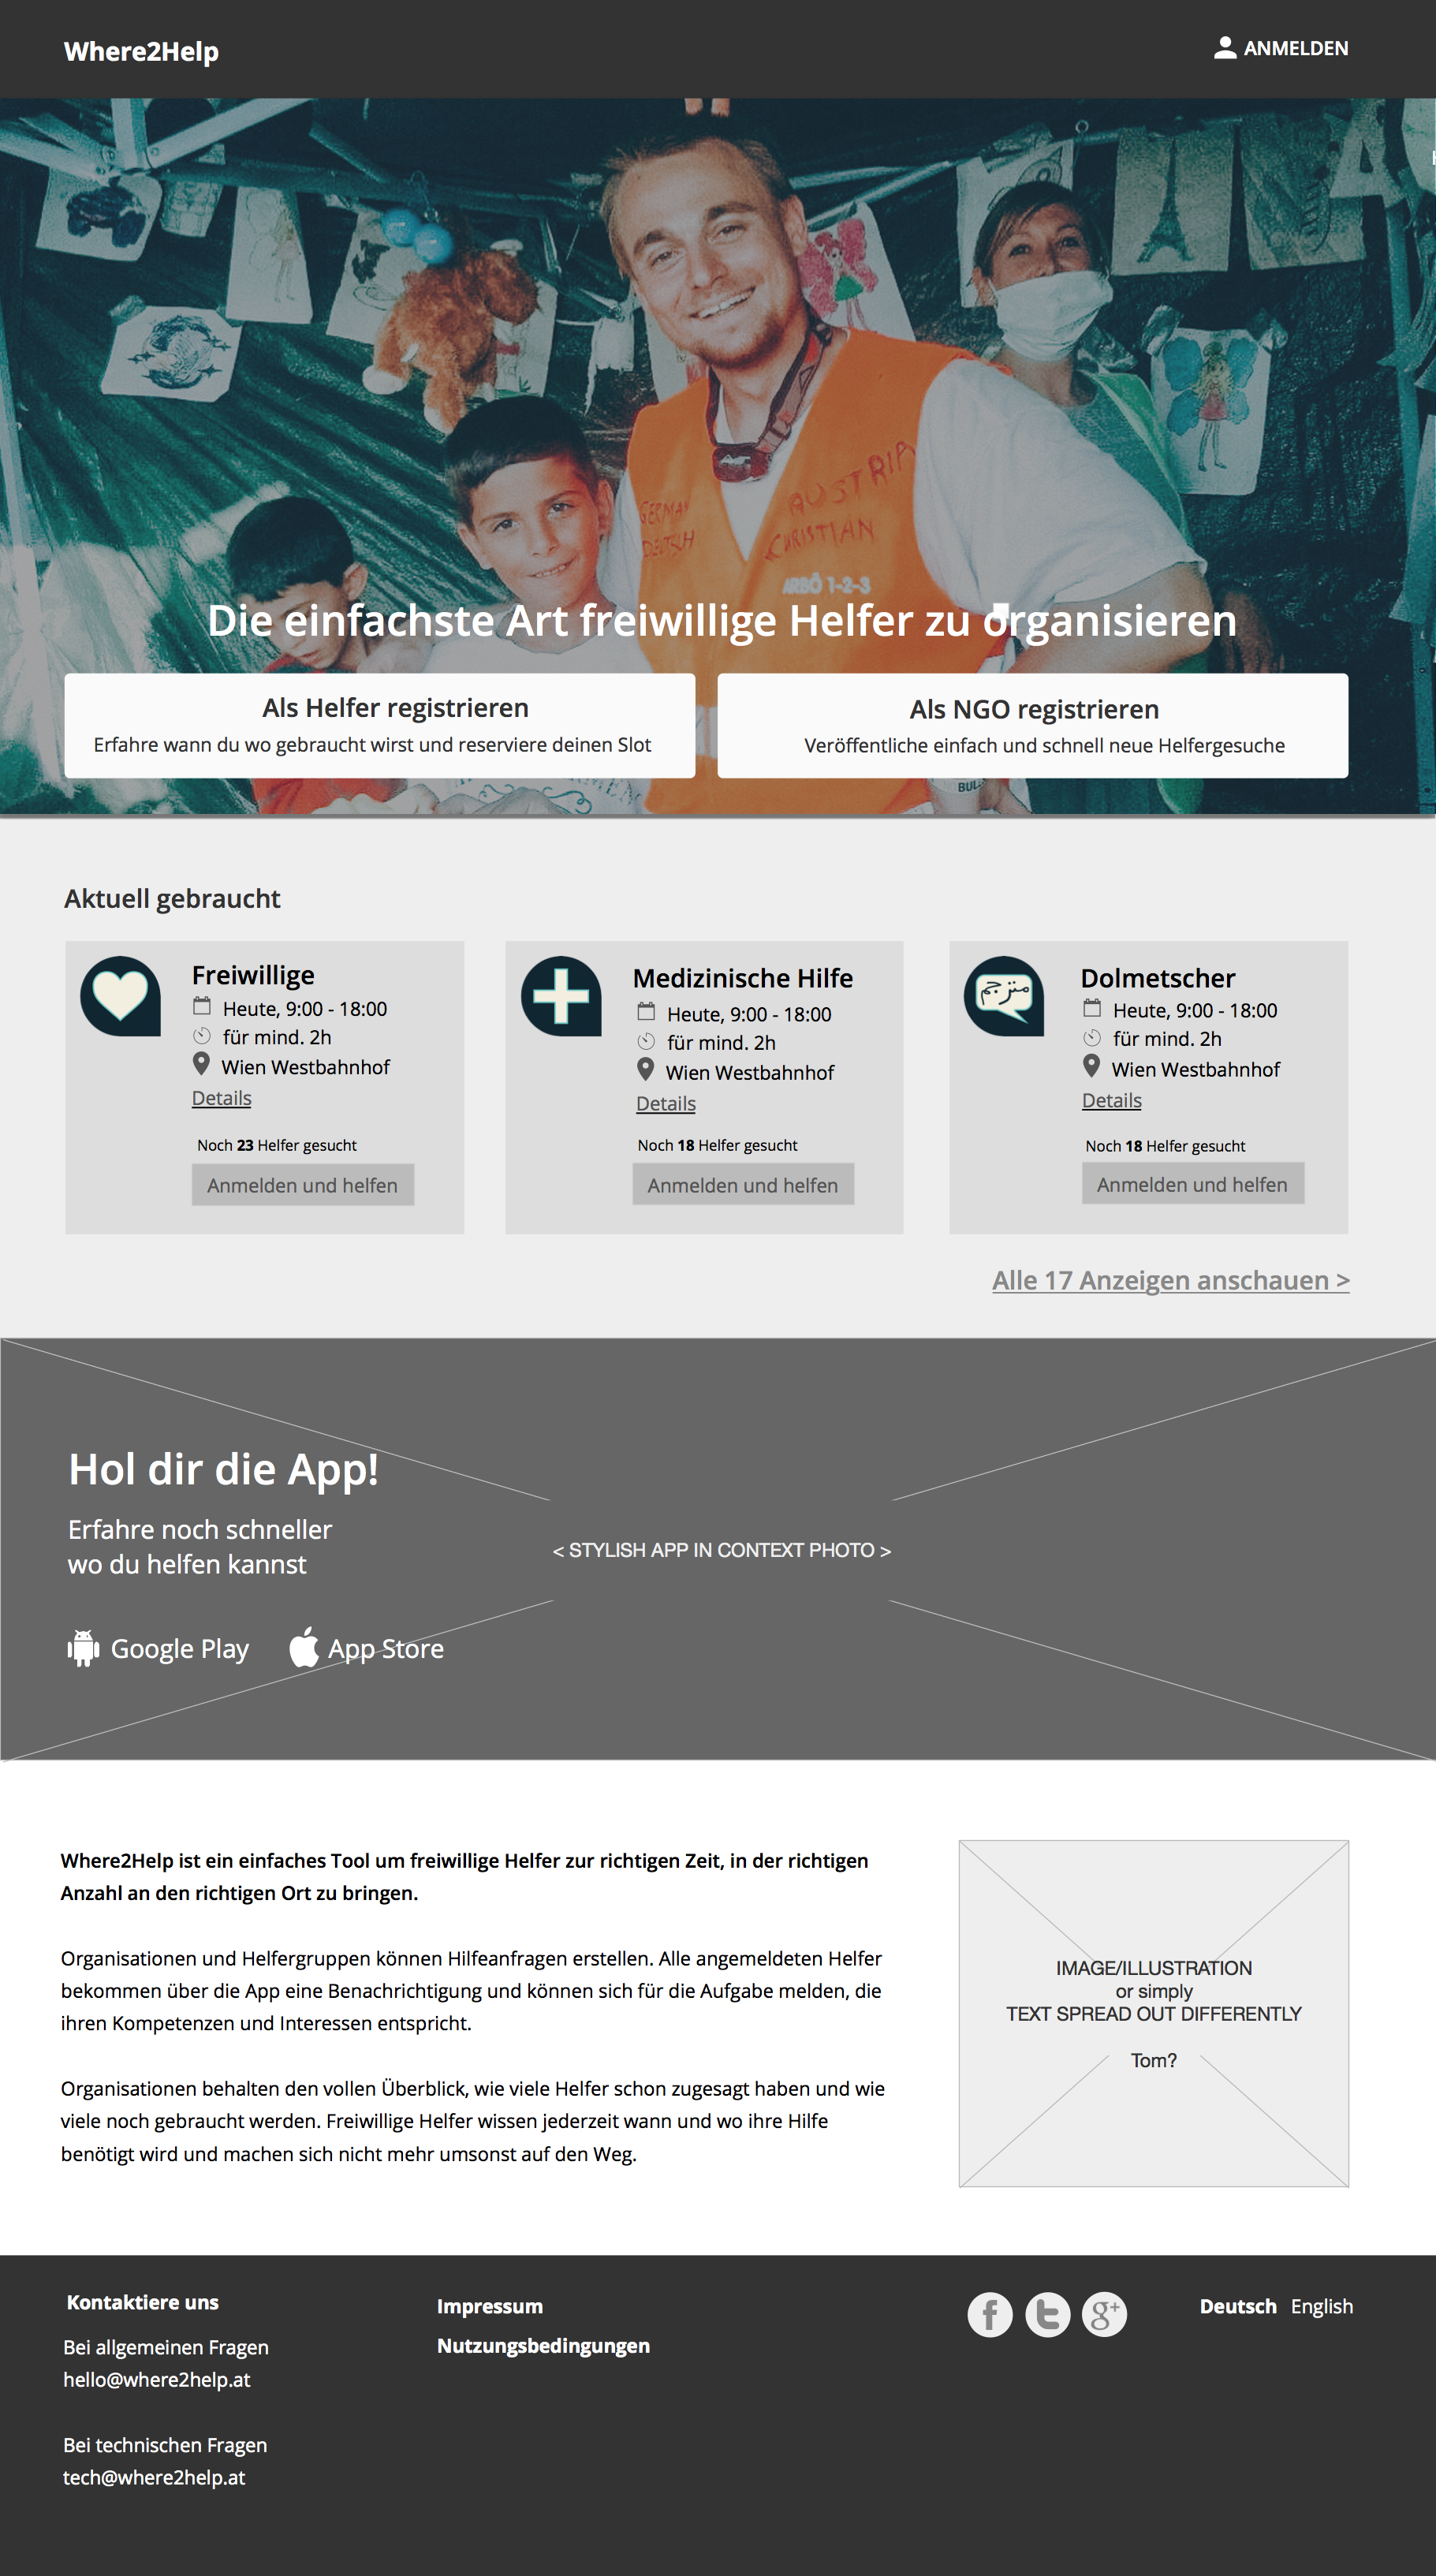 Where2Help
ANMELDEN
GERMAN
DEUTSCH
AUSTRIA
CHRISTIAN
ARBÖ 1-2-3
Die einfachste Art freiwillige Helfer zu organisieren
Als Helfer registrieren
Erfahre wann du wo gebraucht wirst und reserviere deinen Slot
Als NGO registrieren
Veröffentliche einfach und schnell neue Helfergesuche
BUL
Aktuell gebraucht
Freiwillige
Heute, 9:00 - 18:00
für mind. 2h
Wien Westbahnhof
Details
Noch 23 Helfer gesucht
Anmelden und helfen
Medizinische Hilfe
Heute, 9:00 - 18:00
für mind. 2h
Wien Westbahnhof
Details
Noch 18 Helfer gesucht
Anmelden und helfen
مترجم
Dolmetscher
Heute, 9:00 - 18:00
für mind. 2h
Wien Westbahnhof
Details
Noch 18 Helfer gesucht
Anmelden und helfen
Alle 17 Anzeigen anschauen >
Hol dir die App!
Erfahre noch schneller
wo du helfen kannst
< STYLISH APP IN CONTEXT PHOTO >
Google Play
App Store
Where2Help ist ein einfaches Tool um freiwillige Helfer zur richtigen Zeit, in der richtigen
Anzahl an den richtigen Ort zu bringen.
Organisationen und Helfergruppen können Hilfeanfragen erstellen. Alle angemeldeten Helfer
bekommen über die App eine Benachrichtigung und können sich für die Aufgabe melden, die
ihren Kompetenzen und Interessen entspricht.
Organisationen behalten den vollen Überblick, wie viele Helfer schon zugesagt haben und wie
viele noch gebraucht werden. Freiwillige Helfer wissen jederzeit wann und wo ihre Hilfe
benötigt wird und machen sich nicht mehr umsonst auf den Weg.
IMAGE/ILLUSTRATION
or simply
TEXT SPREAD OUT DIFFERENTLY
Tom?
Kontaktiere uns
Bei allgemeinen Fragen
hello@where2help.at
Bei technischen Fragen
tech@where2help.at
Impressum
Nutzungsbedingungen
f
t
g+
Deutsch English